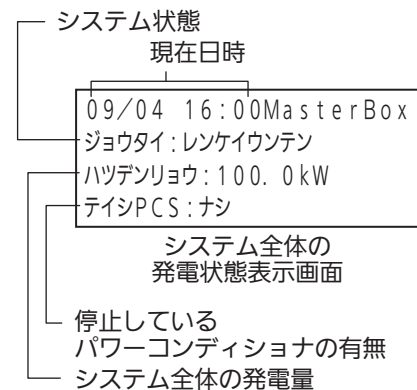 システム状態
現在日時
09/04 16:00MasterBox
ジョウタイ:レンケイウンテン
ハツデンリョウ:100. 0kW
テイシPCS:ナシ
システム全体の
発電状態表示画面
停止している
パワーコンディショナの有無
システム全体の発電量